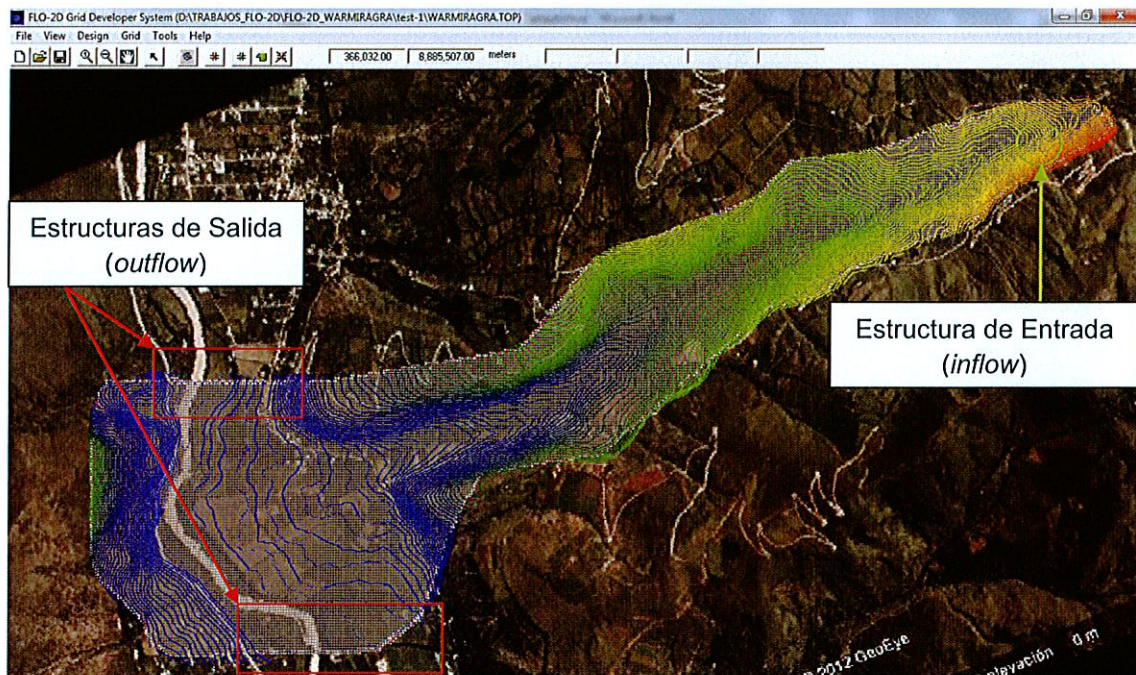 FLO-2D Grid Developer System (D:\TRABAJOS_FLO-2D\FLO-2D_WARMIRAGRA\test-1\WARMIRAGRA.TOP)
File View Design Grid Tools Help
366,032.00 8,885,507.00 meters
Estructuras de Salida
(outflow)
Estructura de Entrada
(inflow)
2012 GeoEye
elevación 0 m